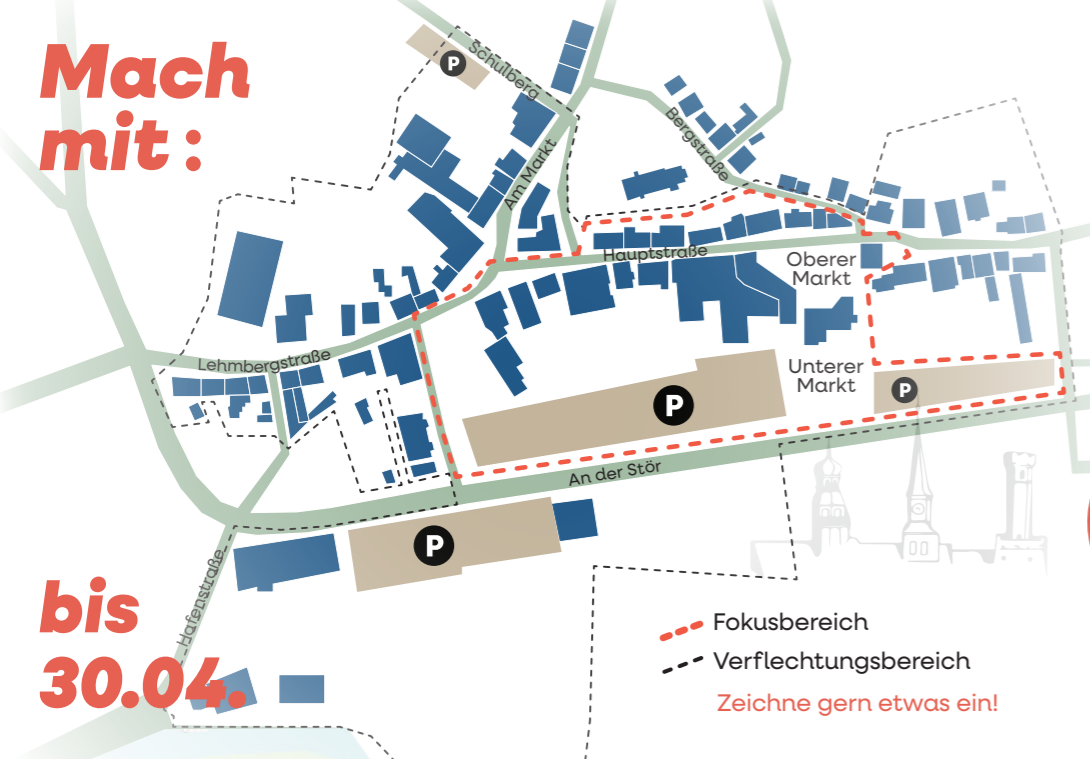 Mach
mit :
P
Schulberg
Am Markt
Bergstraße
Hauptstraße
Oberer
Markt
Lehmbergstraße
Unterer
Markt
P
P
An der Stör
P
Hafenstraße
bis
30.04.
Fokusbereich
Verflechtungsbereich
Zeichne gern etwas ein!